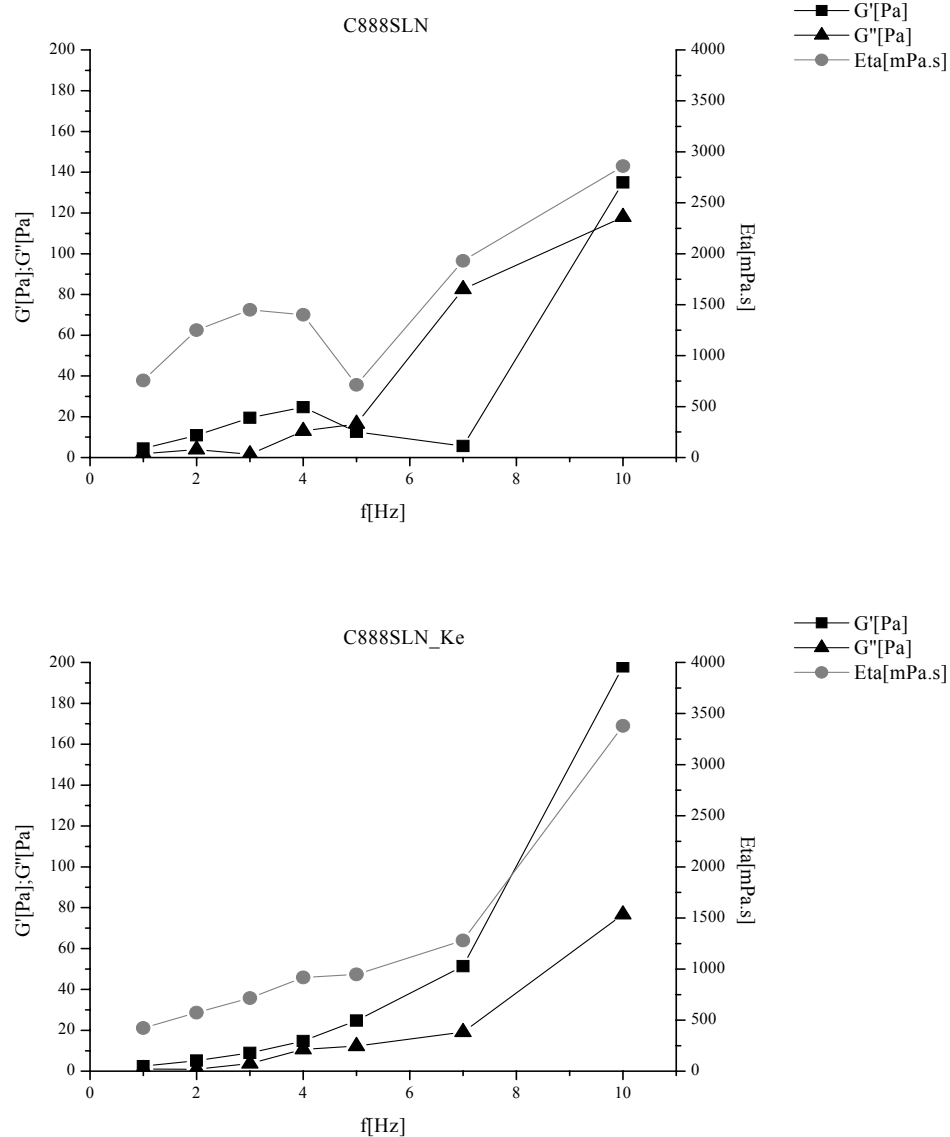 C888SLN
G'[Pa]
G"[Pa]
Eta[mPa.s]
200
180
160
140
120
100
80
60
40
20
0
G'[Pa];G"[Pa]
4000
3500
3000
2500
2000
1500
1000
500
0
Eta[mPa.s]
0 2 4 6 8 10
f[Hz]
C888SLN_Ke
G'[Pa]
G"[Pa]
Eta[mPa.s]
200
180
160
140
120
100
80
60
40
20
0
G'[Pa];G"[Pa]
4000
3500
3000
2500
2000
1500
1000
500
0
Eta[mPa.s]
0 2 4 6 8 10
f[Hz]